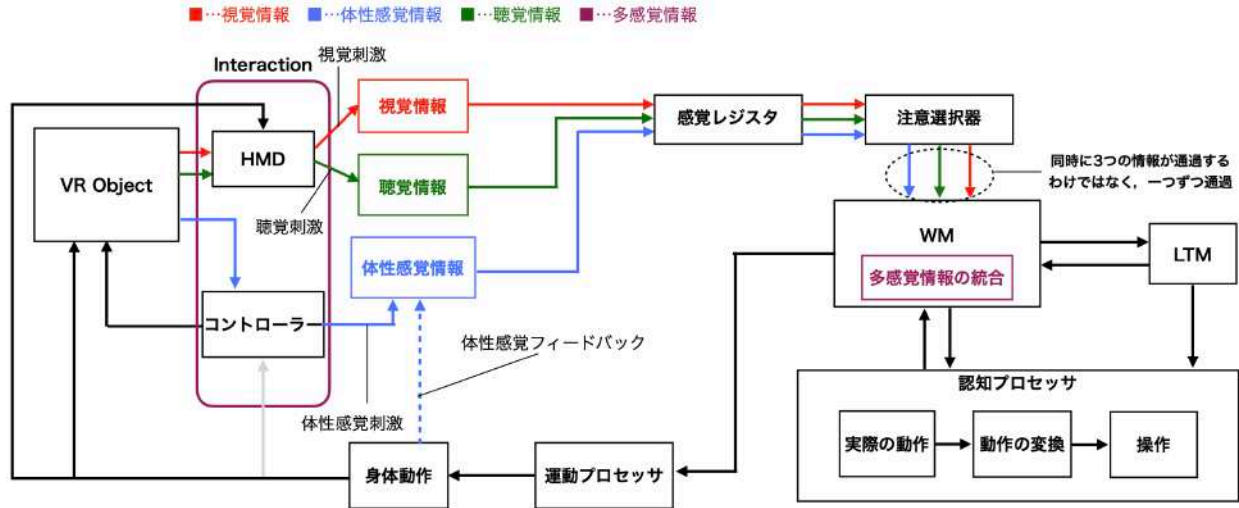 ■…視覚情報 ■…体性感覚情報 ■…聴覚情報 ■…多感覚情報
Interaction
視覚刺激
視覚情報
感覚レジスタ
注意選択器
HMD
VR Object
聴覚情報
聴覚刺激
同時に3つの情報が通過する
わけではなく，一つずつ通過
WM
多感覚情報の統合
LTM
体性感覚情報
コントローラー
体性感覚フィードバック
体性感覚刺激
認知プロセッサ
実際の動作
動作の変換
操作
身体動作
運動プロセッサ